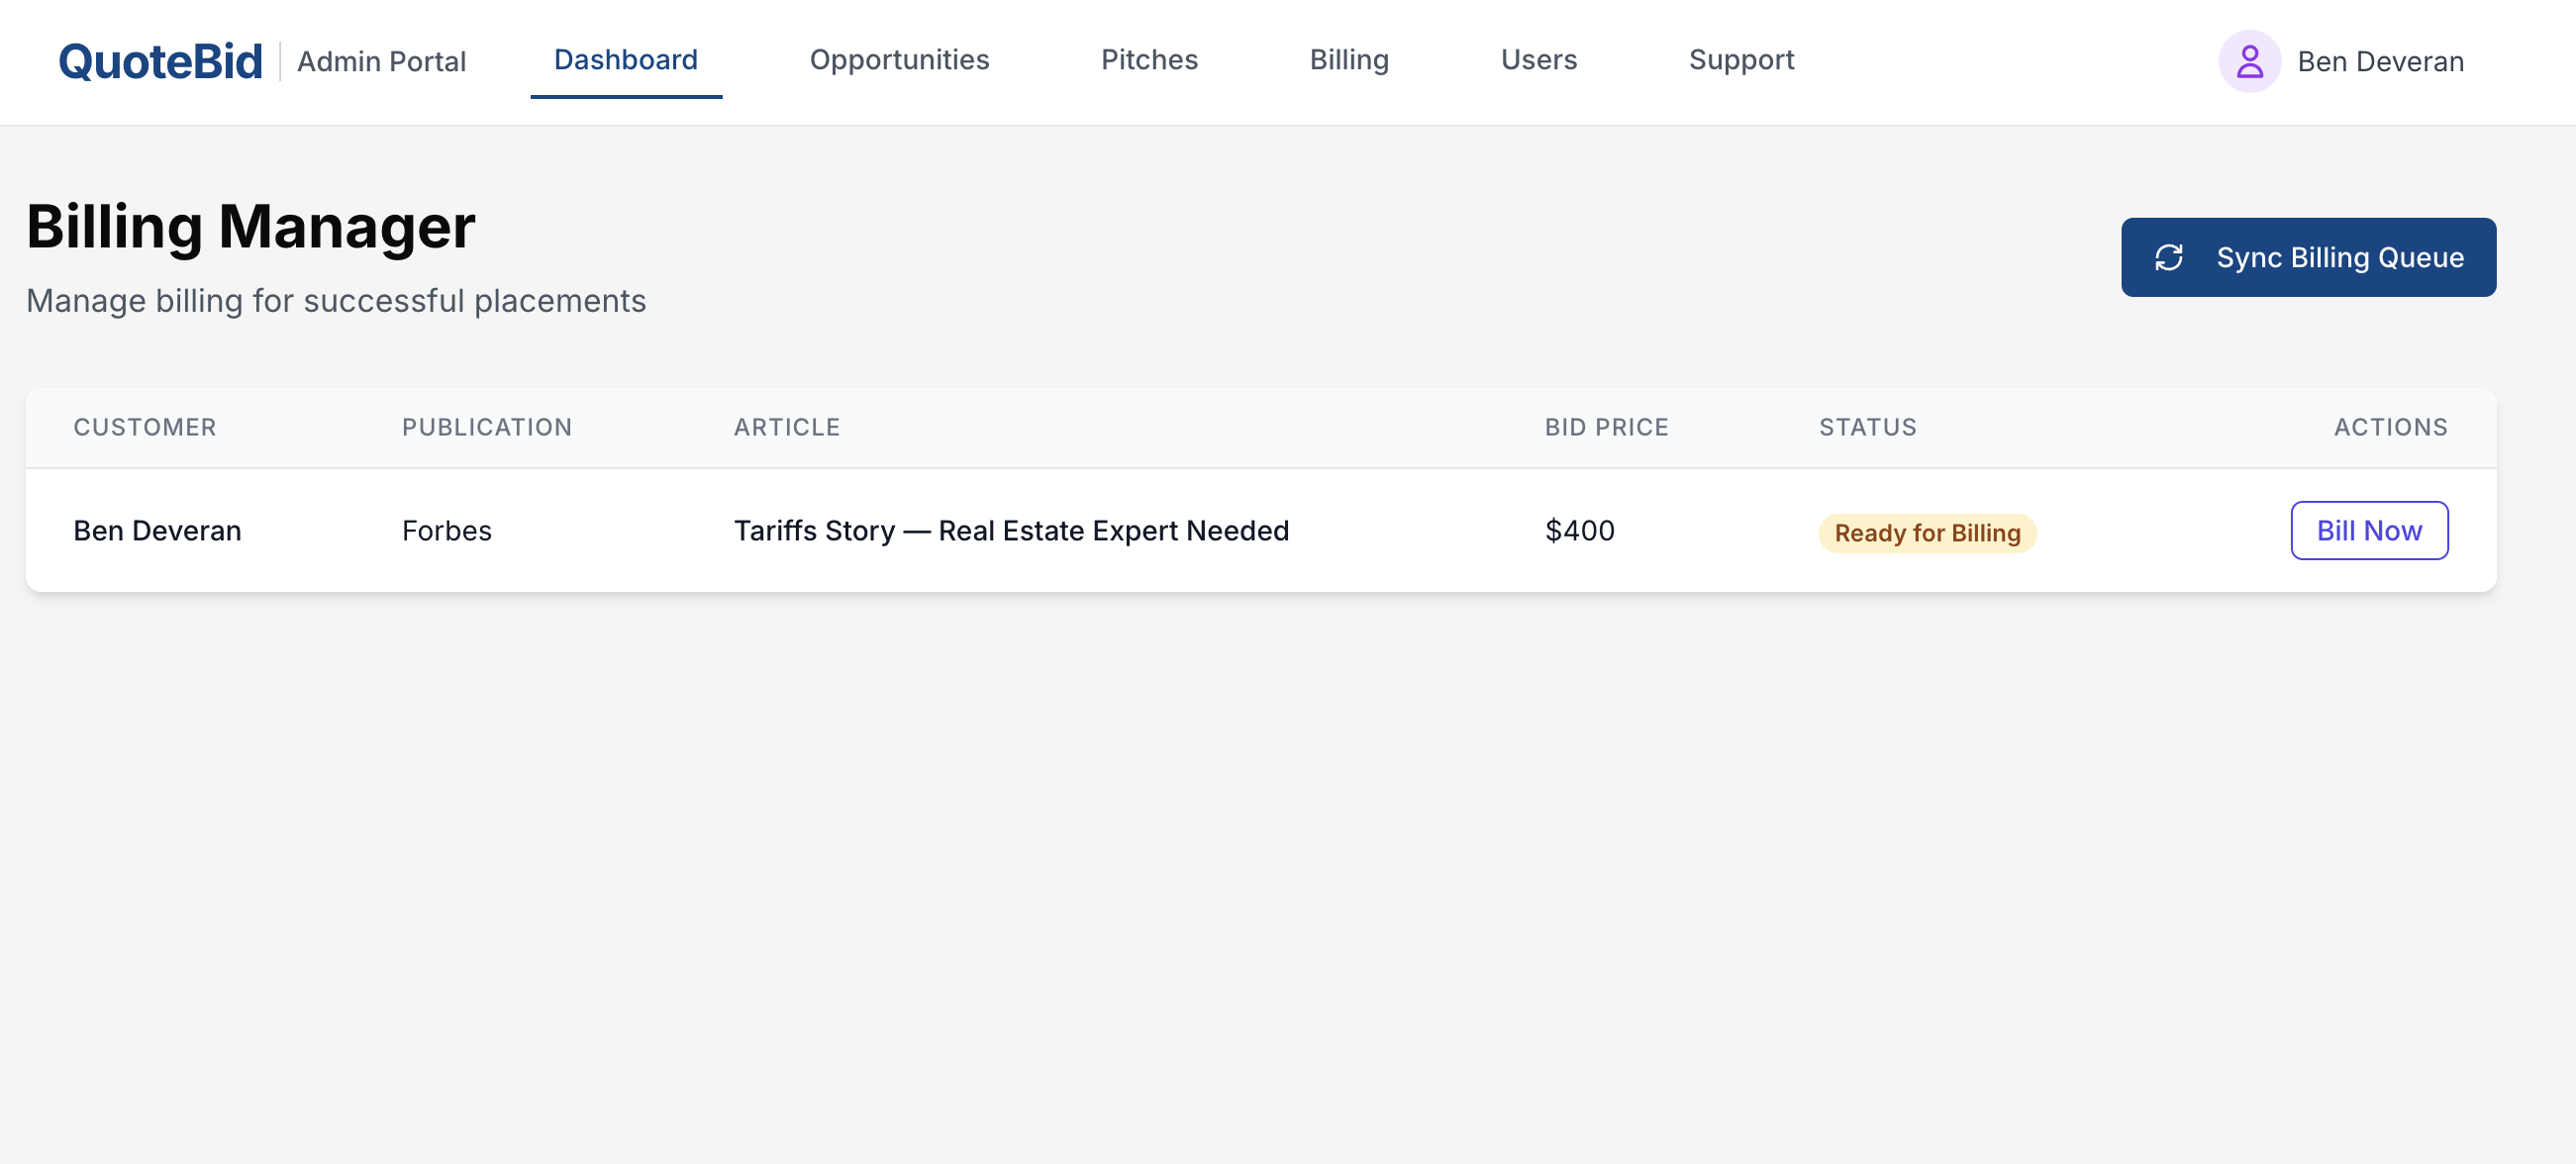 QuoteBid Admin Portal Dashboard Opportunities Pitches Billing Users Support Ben Deveran
Billing Manager
Manage billing for successful placements
Sync Billing Queue
CUSTOMER PUBLICATION ARTICLE BID PRICE STATUS ACTIONS
Ben Deveran Forbes Tariffs Story — Real Estate Expert Needed $400 Ready for Billing Bill Now